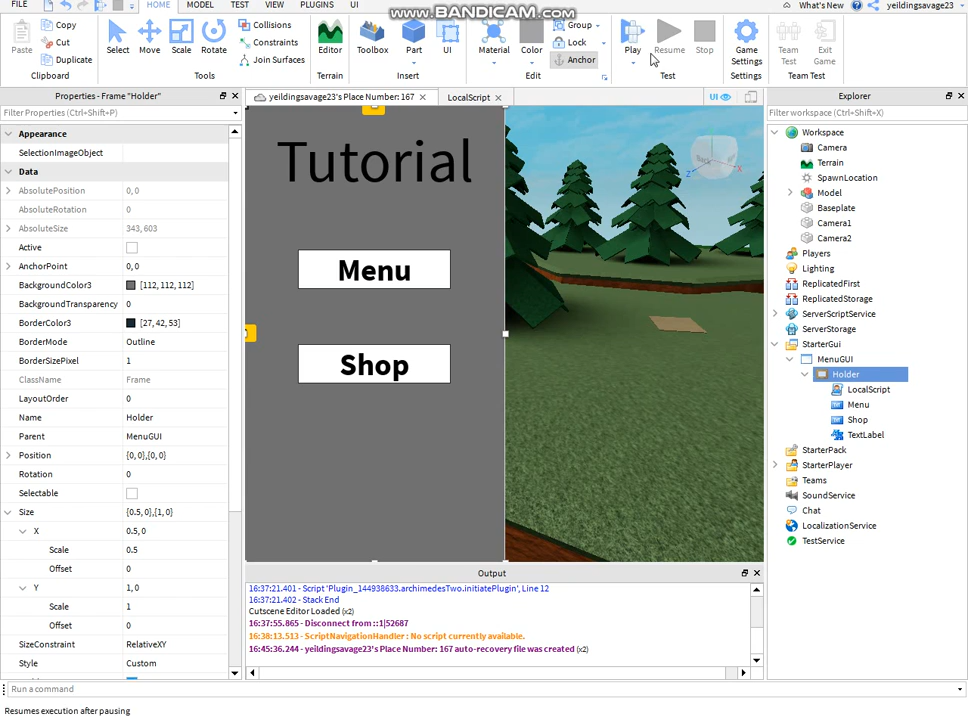 FILE HOME MODEL TEST VIEW PLUGINS UI
www.BANDICAM.com
What's New yeildingsavage23
Paste Copy Cut Duplicate Clipboard
Select Move Scale Rotate Collisions Constraints Join Surfaces Tools
Editor Terrain
Toolbox Part UI Insert
Material Color Group Lock Anchor Edit
Play Resume Stop Test
Game Settings Settings
Team Test Exit Game Team Test
Properties - Frame "Holder"
Filter Properties (Ctrl+Shift+P)
Appearance
SelectionImageObject
Data
AbsolutePosition 0, 0
AbsoluteRotation 0
AbsoluteSize 343, 603
Active
AnchorPoint 0, 0
BackgroundColor3 [112, 112, 112]
BackgroundTransparency 0
BorderColor3 [27, 42, 53]
BorderMode Outline
BorderSizePixel 1
ClassName Frame
LayoutOrder 0
Name Holder
Parent MenuGUI
Position {0, 0},{0, 0}
Rotation 0
Selectable
Size {0.5, 0},{1, 0}
X 0.5, 0
Scale 0.5
Offset 0
Y 1, 0
Scale 1
Offset 0
SizeConstraint RelativeXY
Style Custom
yeildingsavage23's Place Number: 167 LocalScript UI
Tutorial
Menu
Shop
Back Z X
Output
16:37:21.401 - Script 'Plugin_144938633.archimedesTwo.initiatePlugin', Line 12
16:37:21.402 - Stack End
Cutscene Editor Loaded (x2)
16:37:55.865 - Disconnect from ::1|52687
16:38:13.513 - ScriptNavigationHandler : No script currently available.
16:45:36.244 - yeildingsavage23's Place Number: 167 auto-recovery file was created (x2)
Explorer
Filter workspace (Ctrl+Shift+X)
Workspace
Camera
Terrain
SpawnLocation
Model
Baseplate
Camera1
Camera2
Players
Lighting
ReplicatedFirst
ReplicatedStorage
ServerScriptService
ServerStorage
StarterGui
MenuGUI
Holder
LocalScript
Menu
Shop
TextLabel
StarterPack
StarterPlayer
Teams
SoundService
Chat
LocalizationService
TestService
Run a command
Resumes execution after pausing